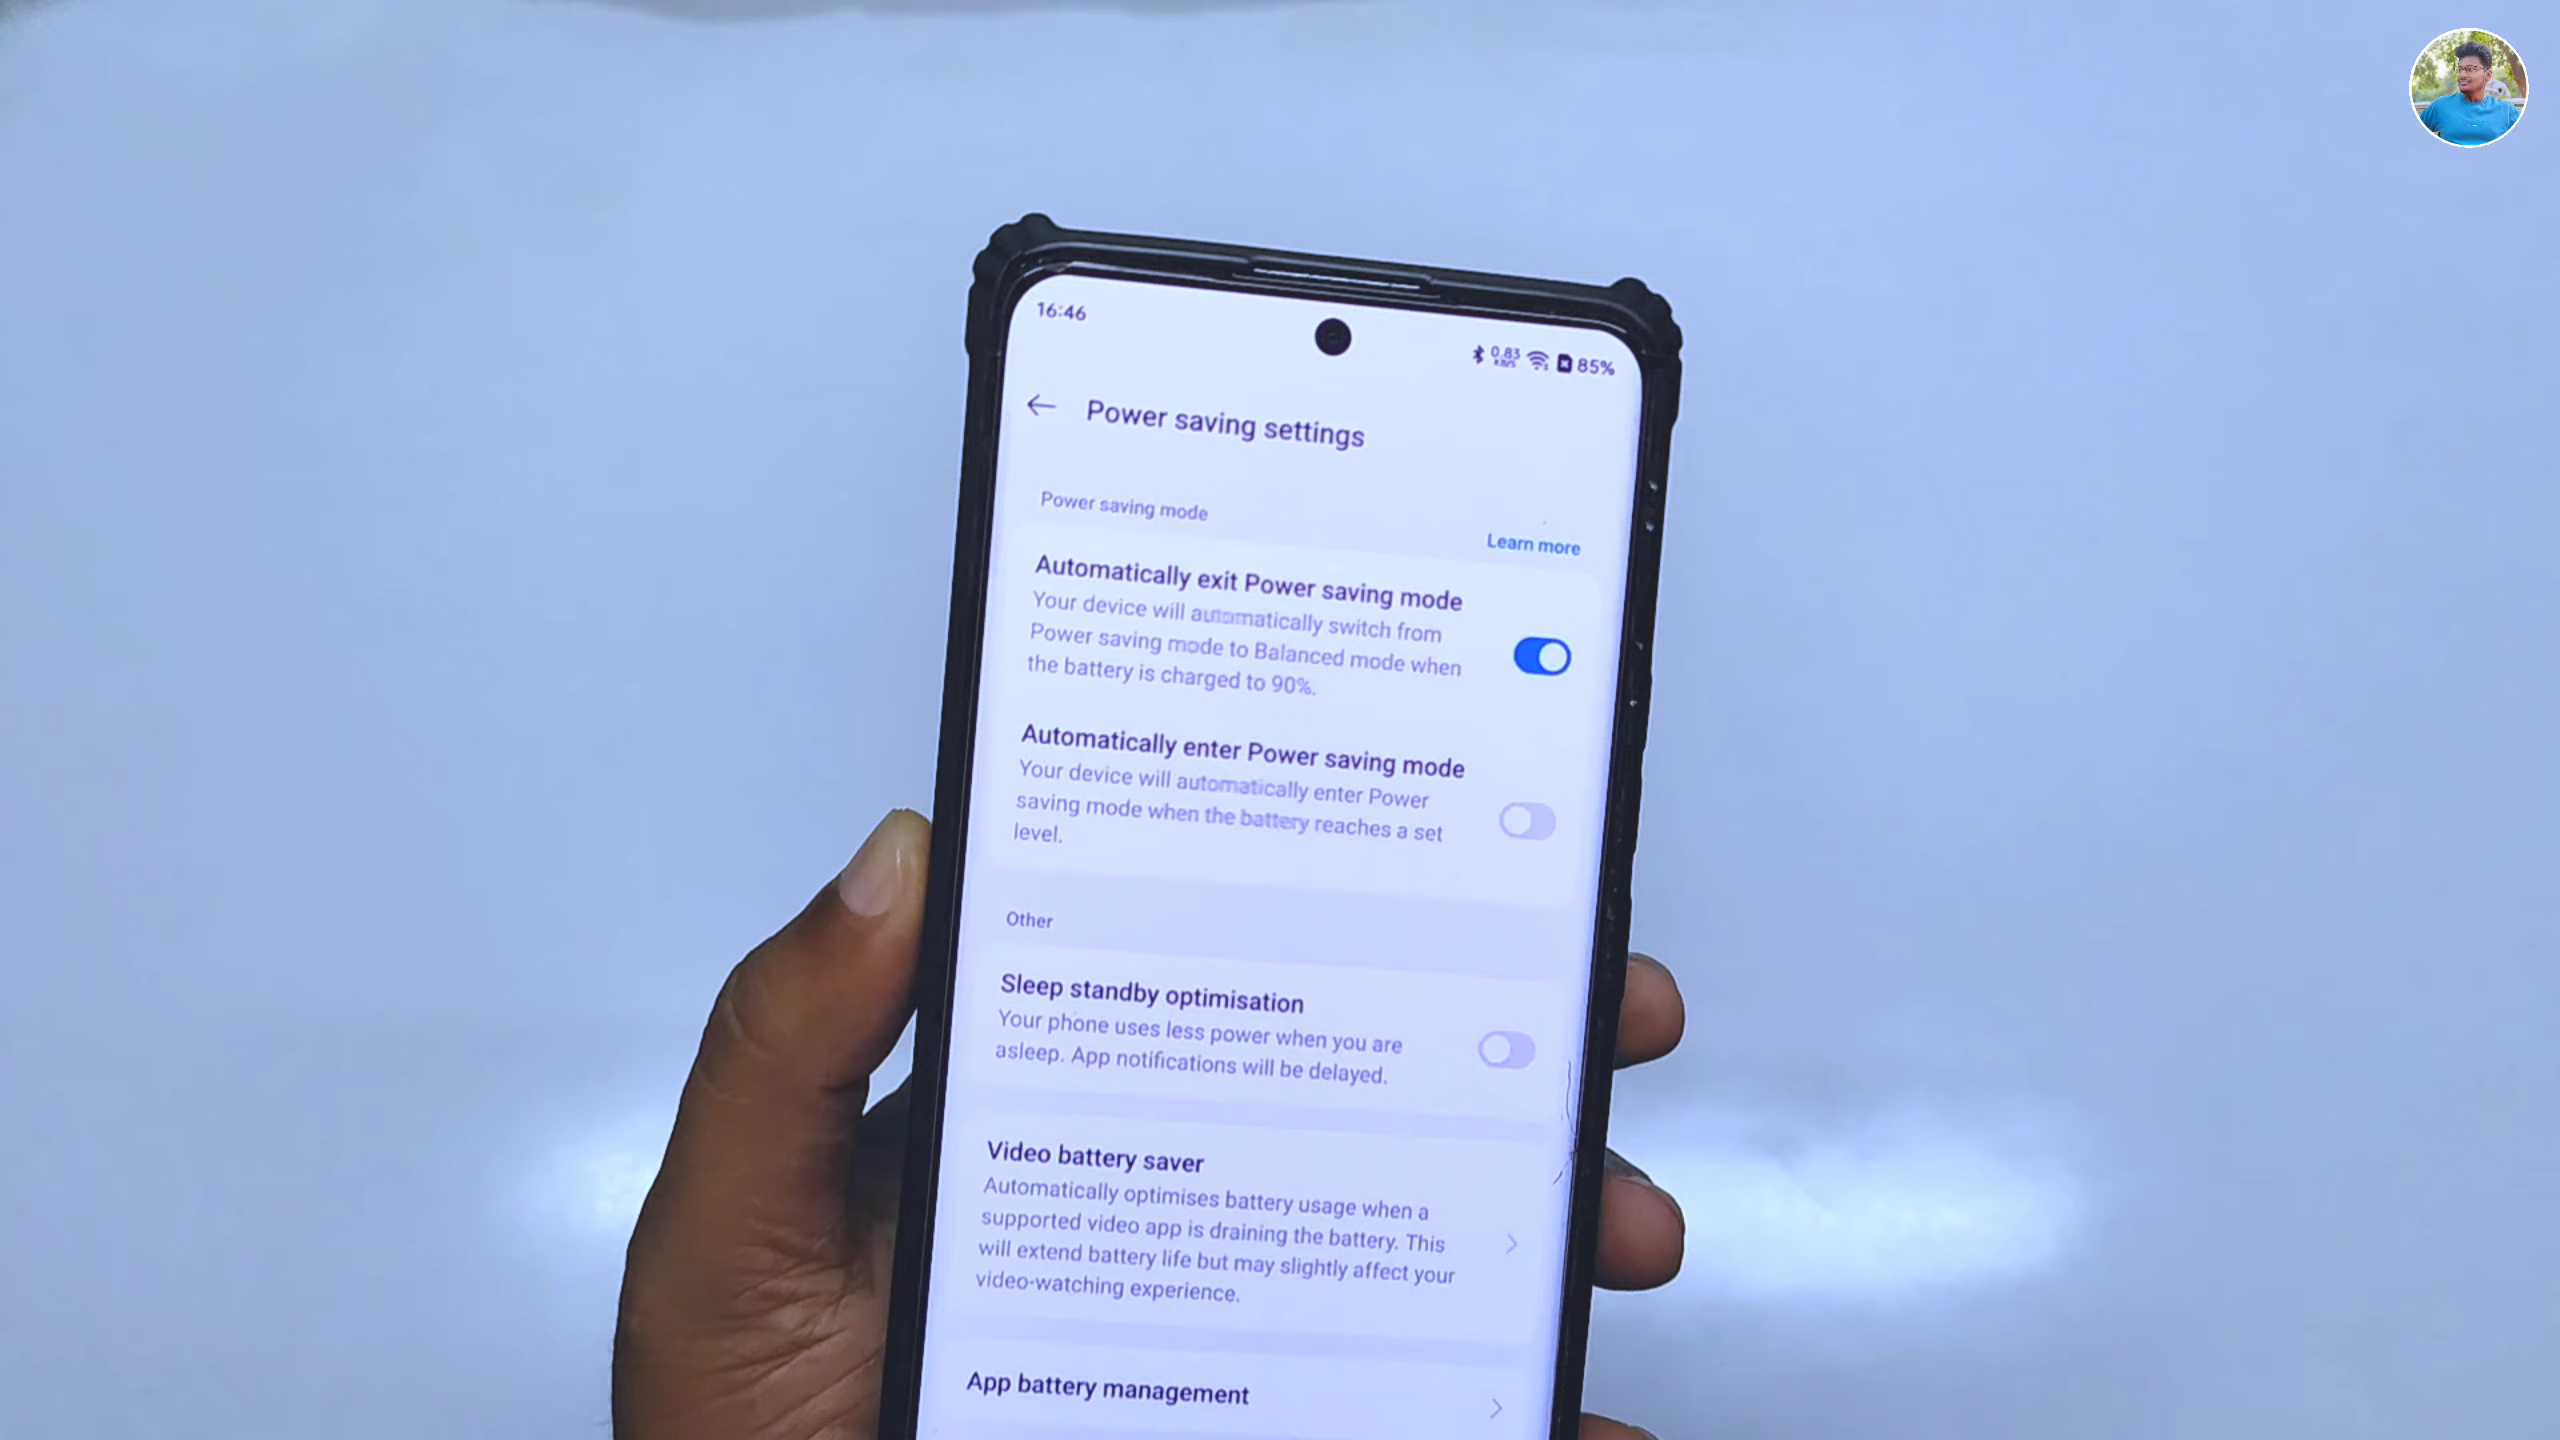 16:46
0.83
KB/S
85%
Power saving settings
Power saving mode
Learn more
Automatically exit Power saving mode
Your device will automatically switch from
Power saving mode to Balanced mode when
the battery is charged to 90%.
Automatically enter Power saving mode
Your device will automatically enter Power
saving mode when the battery reaches a set
level.
Other
Sleep standby optimisation
Your phone uses less power when you are
asleep. App notifications will be delayed.
Video battery saver
Automatically optimises battery usage when a
supported video app is draining the battery. This
will extend battery life but may slightly affect your
video-watching experience.
App battery management